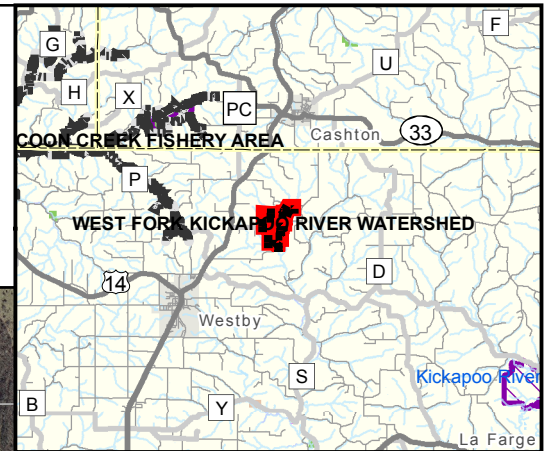 F
G
U
H
X
PC
COON CREEK FISHERY AREA
Cashton
33
P
WEST FORK KICKAPOO RIVER WATERSHED
14
D
Westby
S
Kickapoo River
B
Y
La Farge